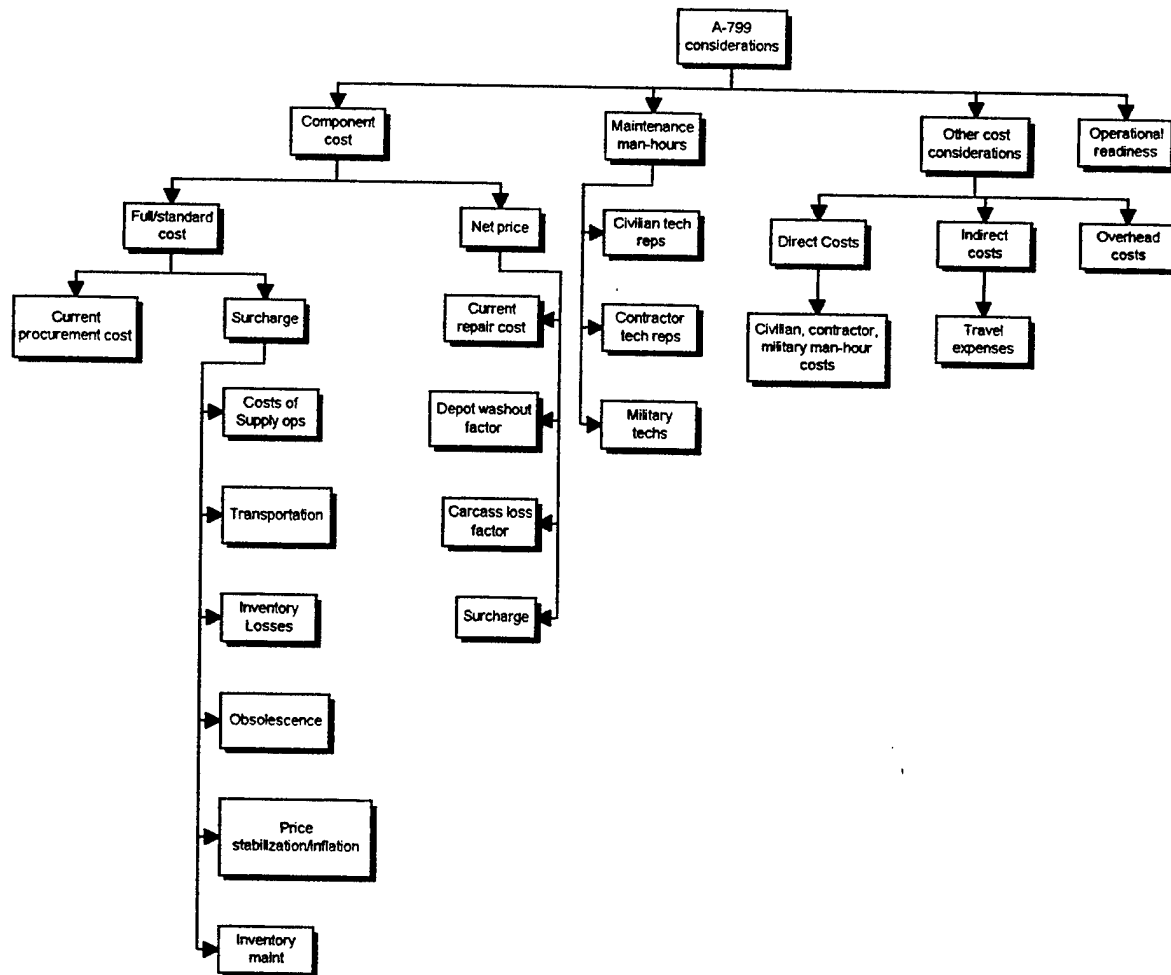 A-799
considerations
Component
cost
Maintenance
man-hours
Other cost
considerations
Operational
readiness
Full/standard
cost
Net price
Civilian tech
reps
Direct Costs
Indirect
costs
Overhead
costs
Current
procurement cost
Surcharge
Current
repair cost
Contractor
tech reps
Civilian, contractor,
military man-hour
costs
Travel
expenses
Costs of
Supply ops
Depot washout
factor
Military
techs
Transportation
Carcass loss
factor
Inventory
Losses
Surcharge
Obsolescence
Price
stabilization/inflation
Inventory
maint